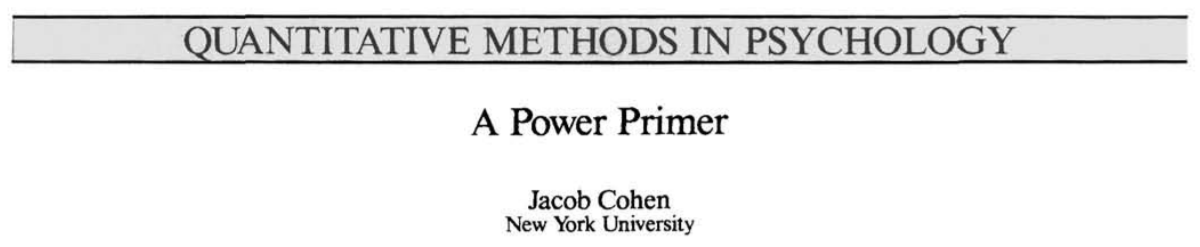 QUANTITATIVE METHODS IN PSYCHOLOGY
A Power Primer
Jacob Cohen
New York University